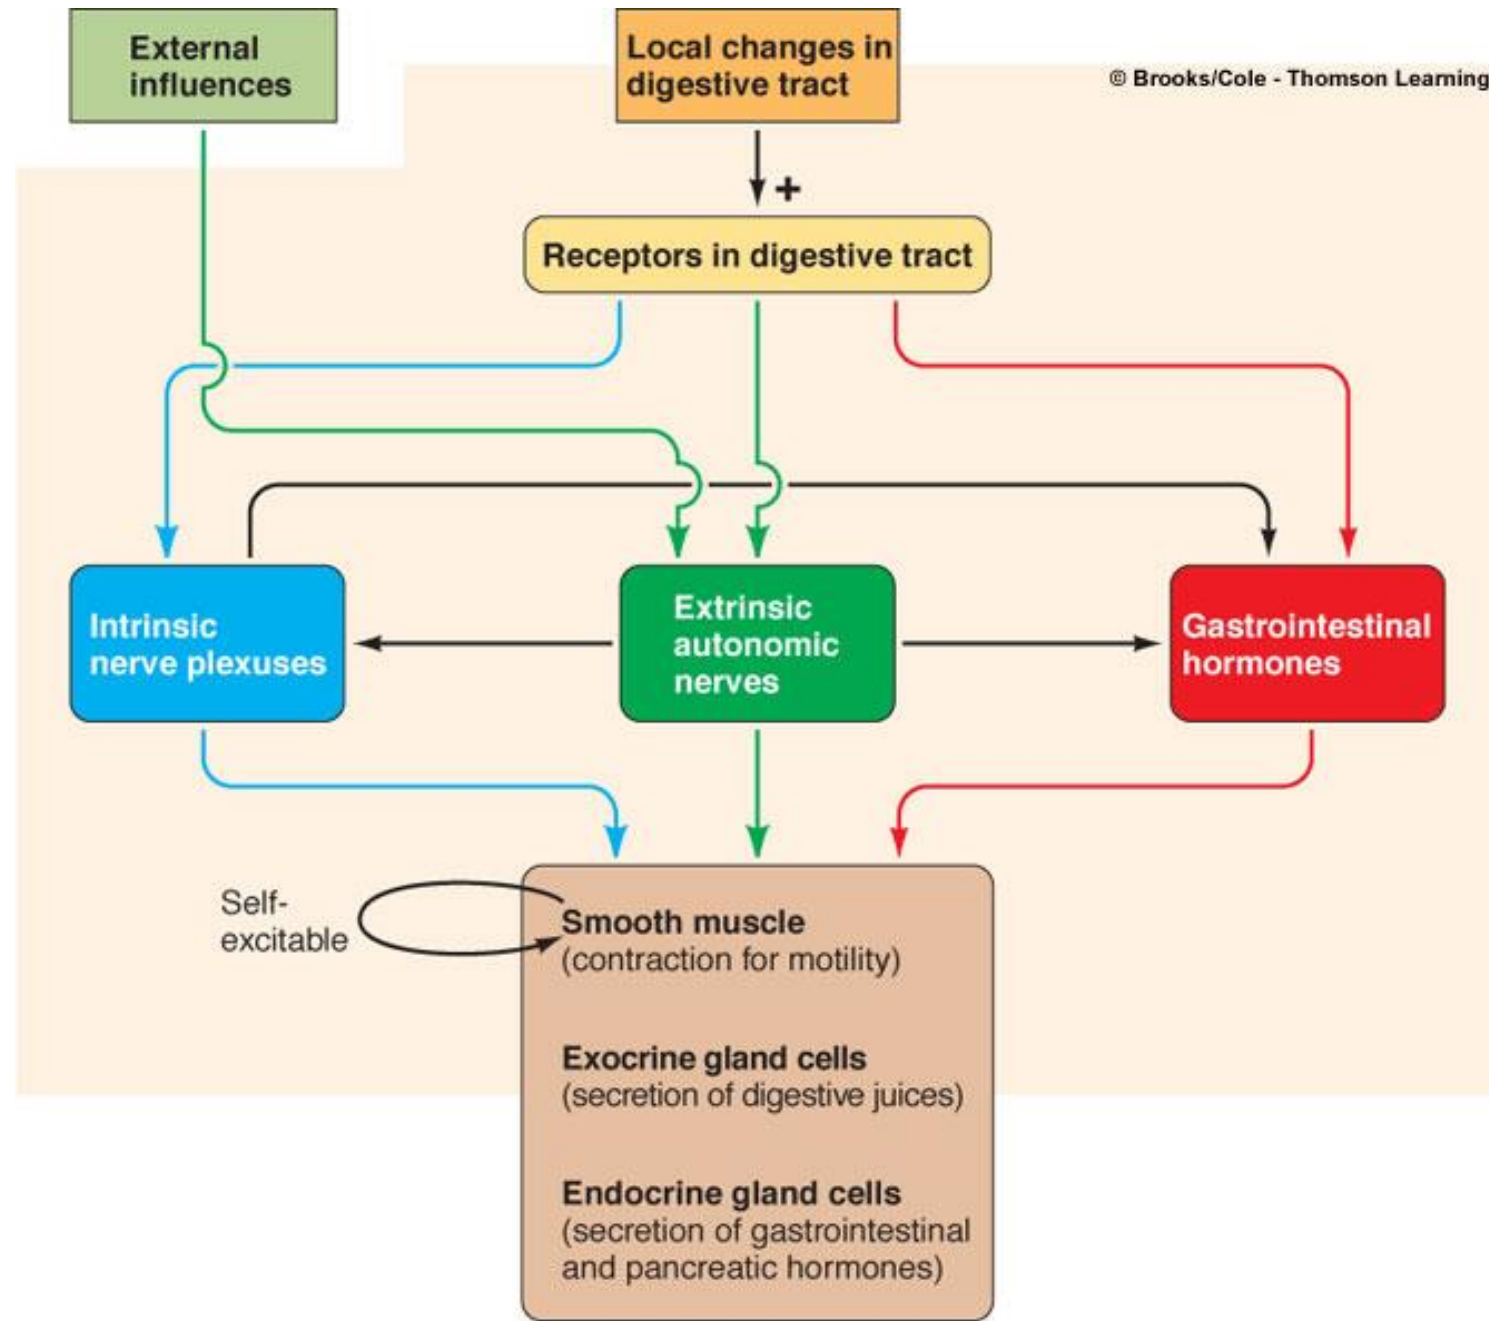 External
influences
Local changes in
digestive tract
© Brooks/Cole - Thomson Learning
+
Receptors in digestive tract
Intrinsic
nerve plexuses
Extrinsic
autonomic
nerves
Gastrointestinal
hormones
Self-
excitable
Smooth muscle
(contraction for motility)
Exocrine gland cells
(secretion of digestive juices)
Endocrine gland cells
(secretion of gastrointestinal
and pancreatic hormones)